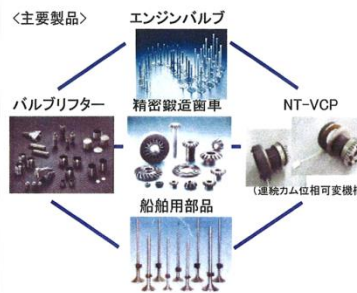 <主要製品>
エンジンバルブ
バルブリフター
精密鍛造歯車
NT-VCP
(連続カム位相可変機構
船舶用部品